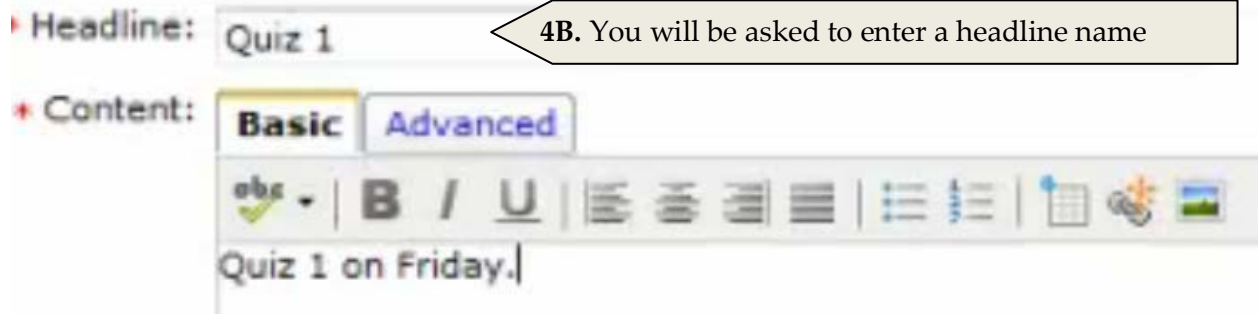 * Headline: Quiz 1 4B. You will be asked to enter a headline name
* Content: Basic Advanced
abc B I U
Quiz 1 on Friday.